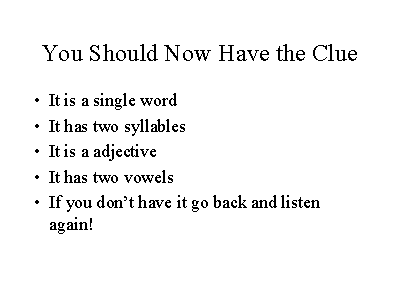 You Should Now Have the Clue
• It is a single word
• It has two syllables
• It is a adjective
• It has two vowels
• If you don't have it go back and listen
again!